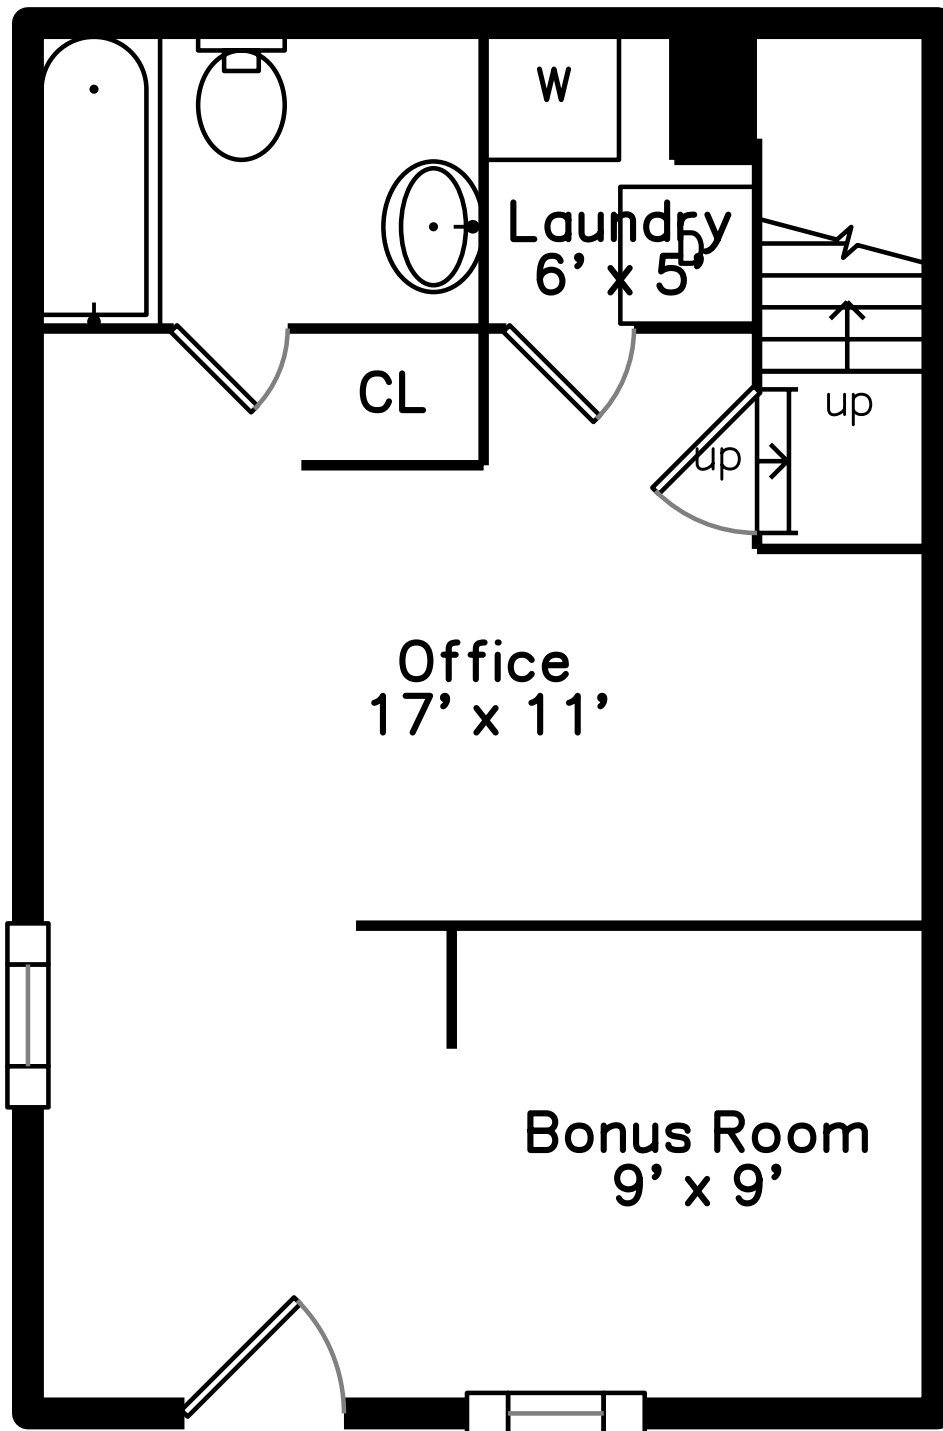 W
Laundry
D
6' x 5'
CL
up
up
Office
17' x 11'
Bonus Room
9' x 9'